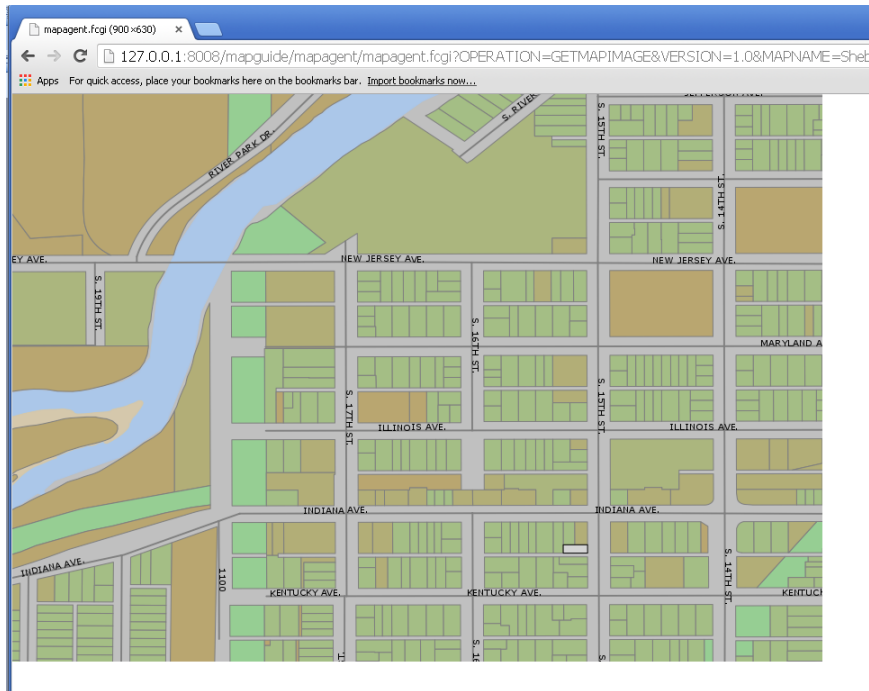 mapagent.fcgi (900×630)
127.0.0.1:8008/mapguide/mapagent/mapagent.fcgi?OPERATION=GETMAPIMAGE&VERSION=1.0&MAPNAME=Sheb
Apps For quick access, place your bookmarks here on the bookmarks bar. Import bookmarks now...
S. RIVER
S. 15TH ST.
RIVER PARK DR.
S. 14TH ST.
EY AVE.
NEW JERSEY AVE.
NEW JERSEY AVE.
S. 19TH ST.
S. 16TH ST.
MARYLAND A
S. 17TH ST.
S. 15TH ST.
ILLINOIS AVE.
ILLINOIS AVE.
INDIANA AVE.
INDIANA AVE.
INDIANA AVE.
1100
S. 14TH ST.
KENTUCKY AVE.
KENTUCKY AVE.
KENTUCK
S. 16